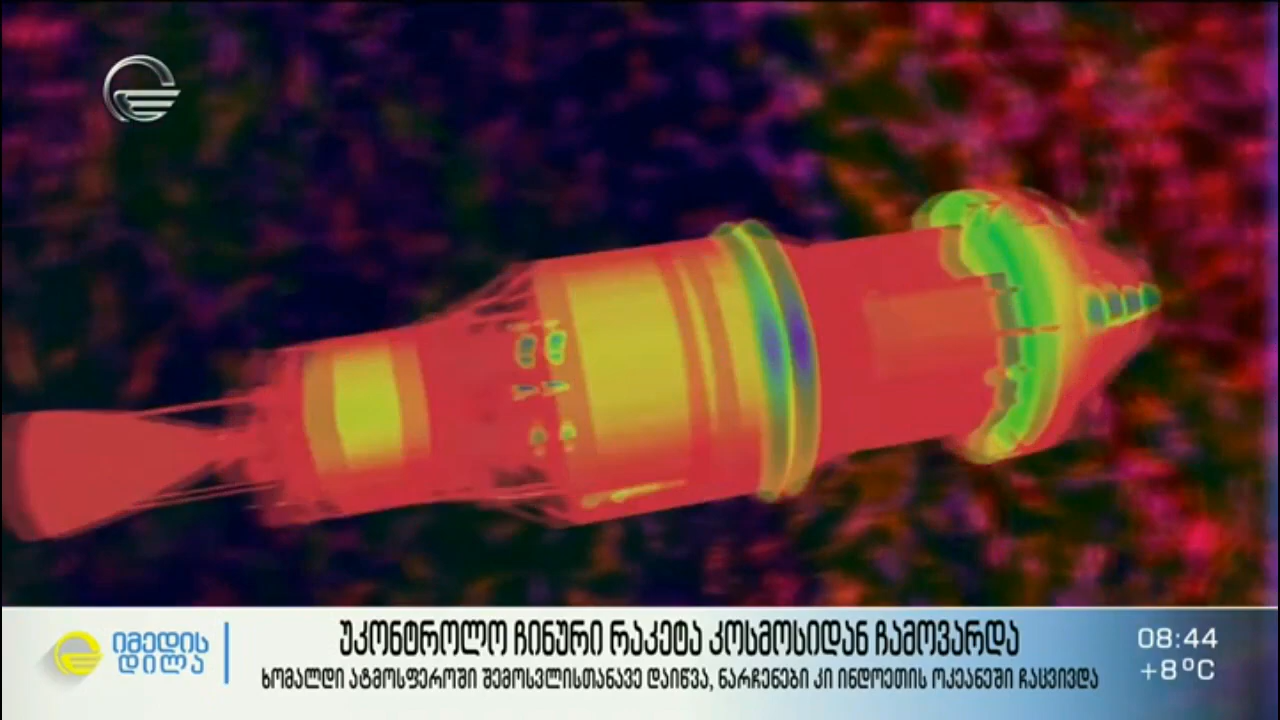 უკონტროლო ჩინური რაკეტა კოსმოსიდან ჩამოვარდა
ხომალდი ატმოსფეროში შემოსვლისთანავე დაიწვა, ნარჩენები კი ინდოეთის ოკეანეში ჩაცვივდა
იმედის
დილა
08:44
+8°C